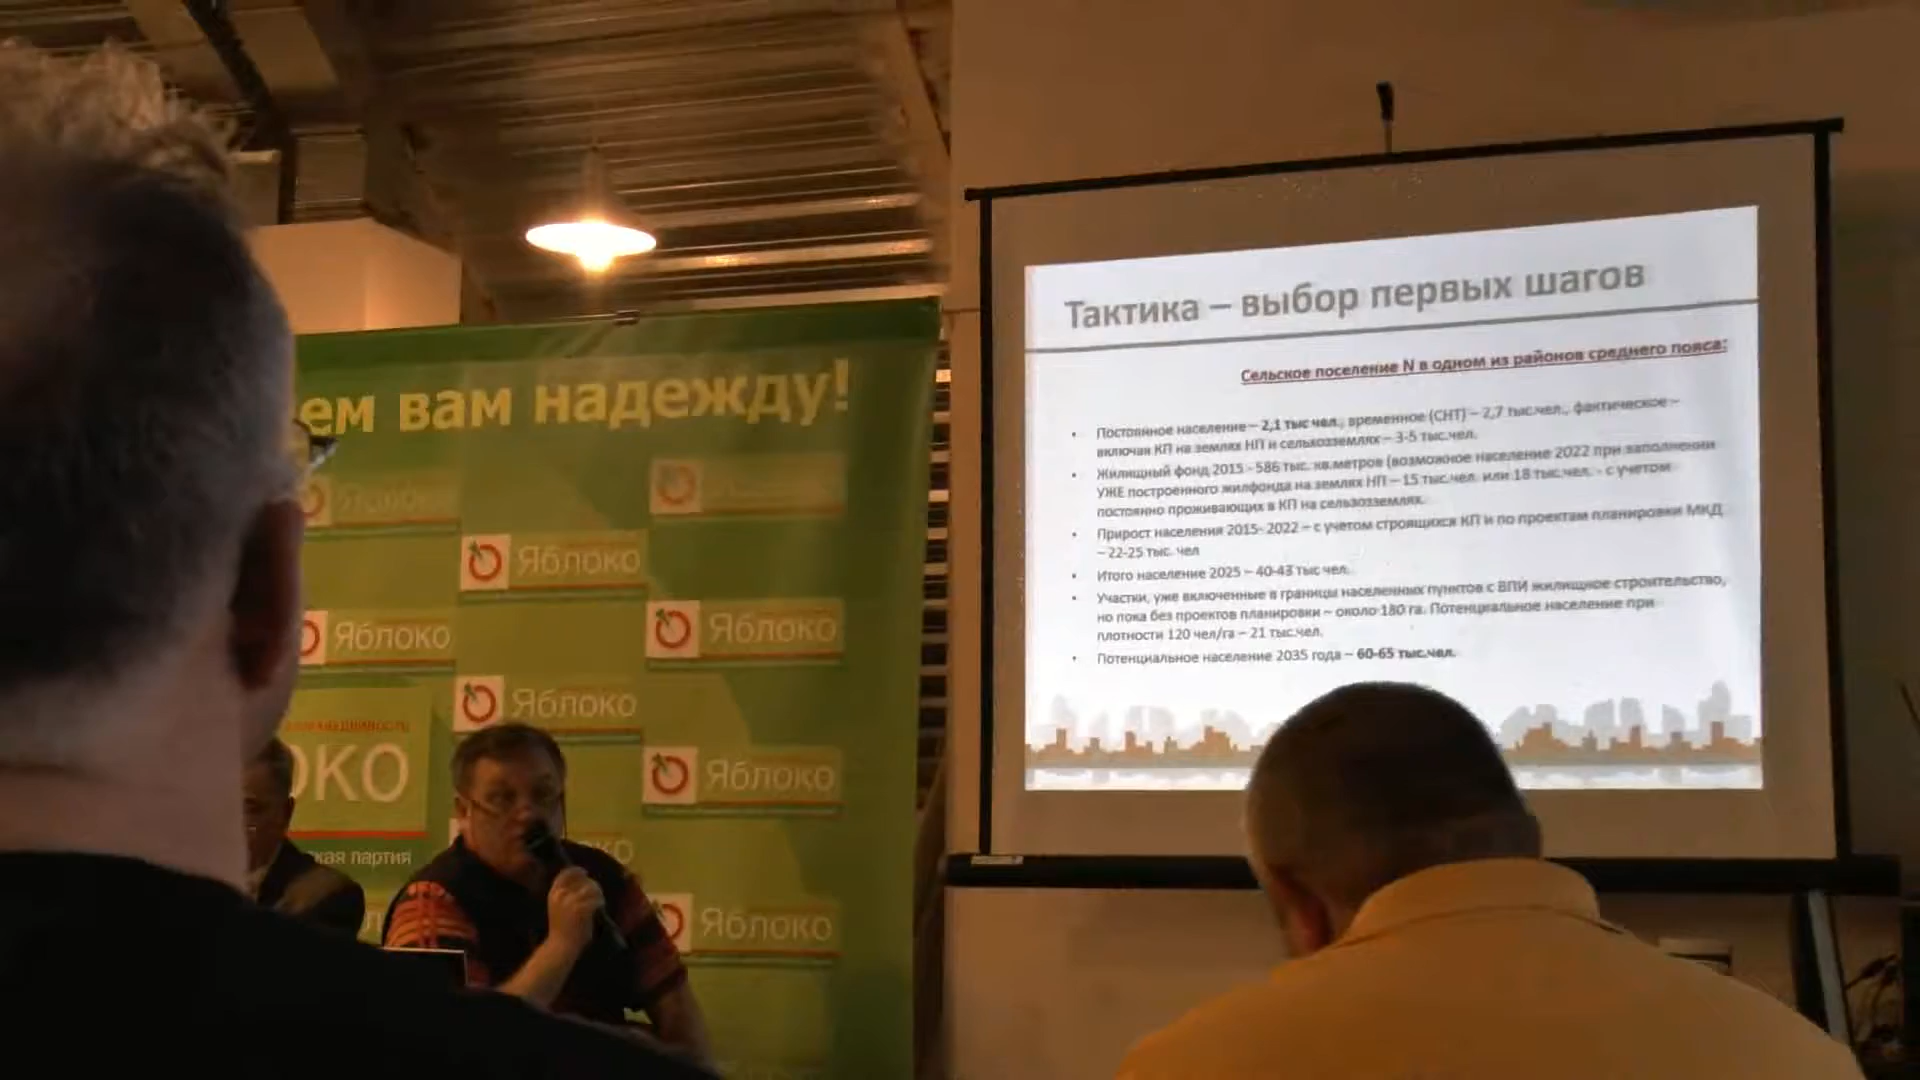 ем вам надежду!
Яблоко
Яблоко
Яблоко
Яблоко
Яблоко
ОКО
кая партия
Яблоко
Тактика – выбор первых шагов
Сельское поселение N в одном из районов среднего пояса:
• Постоянное население – 2,1 тыс чел., временное (СНТ) – 2,7 тыс.чел., фактическое –
включая КП на землях НП и сельхозземлях – 3-5 тыс.чел.
• Жилищный фонд 2015 - 586 тыс. кв.метров (возможное население 2022 при заполнении
УЖЕ построенного жилфонда на землях НП – 15 тыс.чел. или 18 тыс.чел. - с учетом
постоянно проживающих в КП на сельхозземлях.
• Прирост населения 2015- 2022 – с учетом строящихся КП и по проектам планировки МКД
– 22-25 тыс. чел
• Итого население 2025 – 40-43 тыс чел.
• Участки, уже включенные в границы населенных пунктов с ВПИ жилищное строительство,
но пока без проектов планировки – около 180 га. Потенциальное население при
плотности 120 чел/га – 21 тыс.чел.
• Потенциальное население 2035 года – 60-65 тыс.чел.